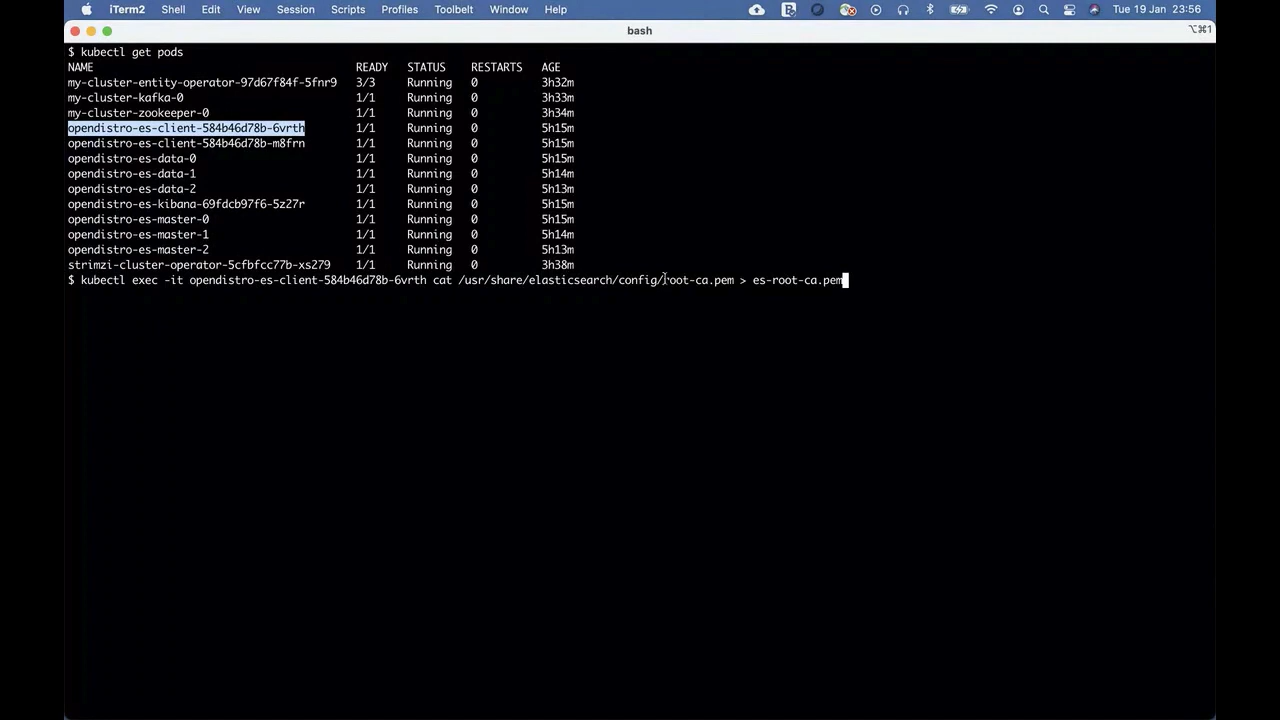 iTerm2 Shell Edit View Session Scripts Profiles Toolbelt Window Help Tue 19 Jan 23:56
bash ⌥⌘1
$ kubectl get pods
NAME READY STATUS RESTARTS AGE
my-cluster-entity-operator-97d67f84f-5fnr9 3/3 Running 0 3h32m
my-cluster-kafka-0 1/1 Running 0 3h33m
my-cluster-zookeeper-0 1/1 Running 0 3h34m
opendistro-es-client-584b46d78b-6vrth 1/1 Running 0 5h15m
opendistro-es-client-584b46d78b-m8frn 1/1 Running 0 5h15m
opendistro-es-data-0 1/1 Running 0 5h15m
opendistro-es-data-1 1/1 Running 0 5h14m
opendistro-es-data-2 1/1 Running 0 5h13m
opendistro-es-kibana-69fdcb97f6-5z27r 1/1 Running 0 5h15m
opendistro-es-master-0 1/1 Running 0 5h15m
opendistro-es-master-1 1/1 Running 0 5h14m
opendistro-es-master-2 1/1 Running 0 5h13m
strimzi-cluster-operator-5cfbfcc77b-xs279 1/1 Running 0 3h38m
$ kubectl exec -it opendistro-es-client-584b46d78b-6vrth cat /usr/share/elasticsearch/config/root-ca.pem > es-root-ca.pem